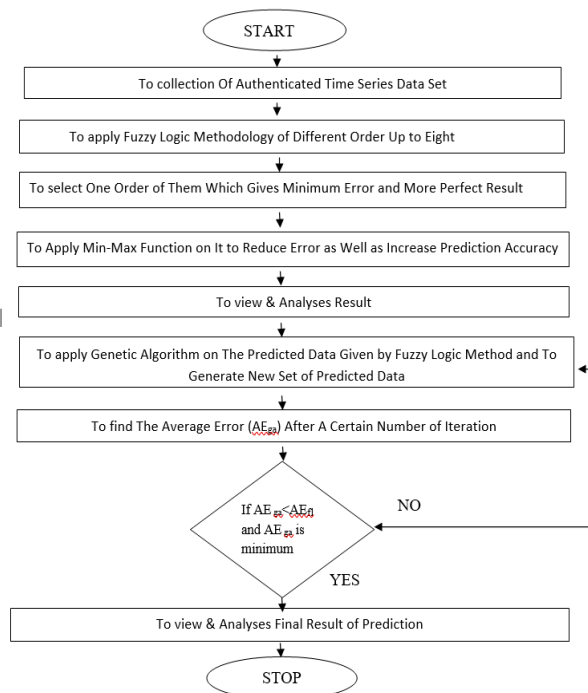 START
To collection Of Authenticated Time Series Data Set
To apply Fuzzy Logic Methodology of Different Order Up to Eight
To select One Order of Them Which Gives Minimum Error and More Perfect Result
To Apply Min-Max Function on It to Reduce Error as Well as Increase Prediction Accuracy
To view & Analyses Result
To apply Genetic Algorithm on The Predicted Data Given by Fuzzy Logic Method and To
Generate New Set of Predicted Data
To find The Average Error (AEga) After A Certain Number of Iteration
If AE ga<AEfl
and AE ga is
minimum
NO
YES
To view & Analyses Final Result of Prediction
STOP